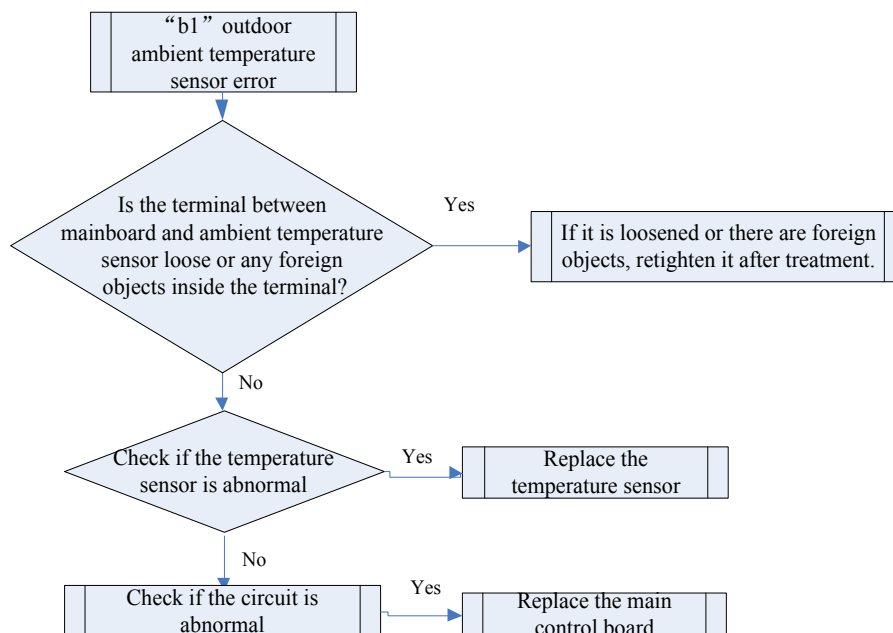 “b1” outdoor
ambient temperature
sensor error
Is the terminal between
mainboard and ambient temperature
sensor loose or any foreign
objects inside the terminal?
Yes
If it is loosened or there are foreign
objects, retighten it after treatment.
No
Check if the temperature
sensor is abnormal
Yes
Replace the
temperature sensor
No
Check if the circuit is
abnormal
Yes
Replace the main
control board